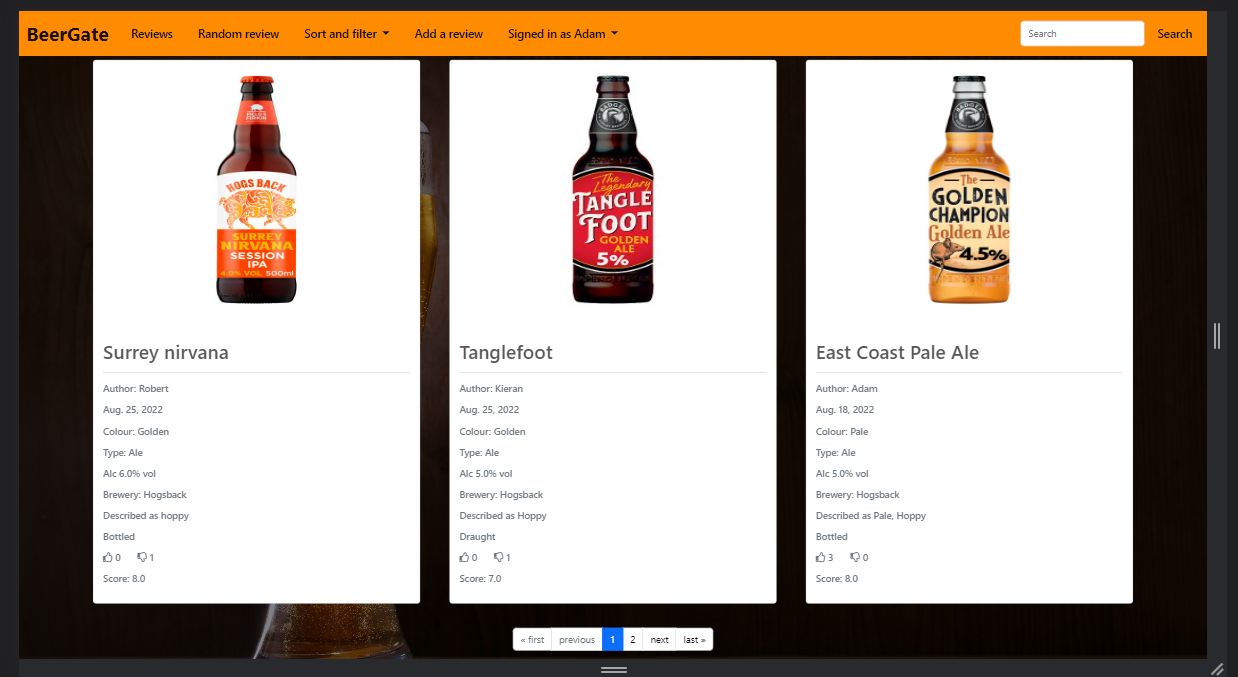 BeerGate Reviews Random review Sort and filter Add a review Signed in as Adam Search Search
HOGS BACK
SURREY
NIRVANA
SESSION
IPA
4.0% VOL 500ml
BADGER
The
Legendary
TANGLE
FOOT
GOLDEN
ALE
5%
BADGER
The
GOLDEN
CHAMPION
Golden Ale
4.5%
Surrey nirvana
Author: Robert
Aug. 25, 2022
Colour: Golden
Type: Ale
Alc 6.0% vol
Brewery: Hogsback
Described as hoppy
Bottled
0 1
Score: 8.0
Tanglefoot
Author: Kieran
Aug. 25, 2022
Colour: Golden
Type: Ale
Alc 5.0% vol
Brewery: Hogsback
Described as Hoppy
Draught
0 1
Score: 7.0
East Coast Pale Ale
Author: Adam
Aug. 18, 2022
Colour: Pale
Type: Ale
Alc 5.0% vol
Brewery: Hogsback
Described as Pale, Hoppy
Bottled
3 0
Score: 8.0
« first previous 1 2 next last »